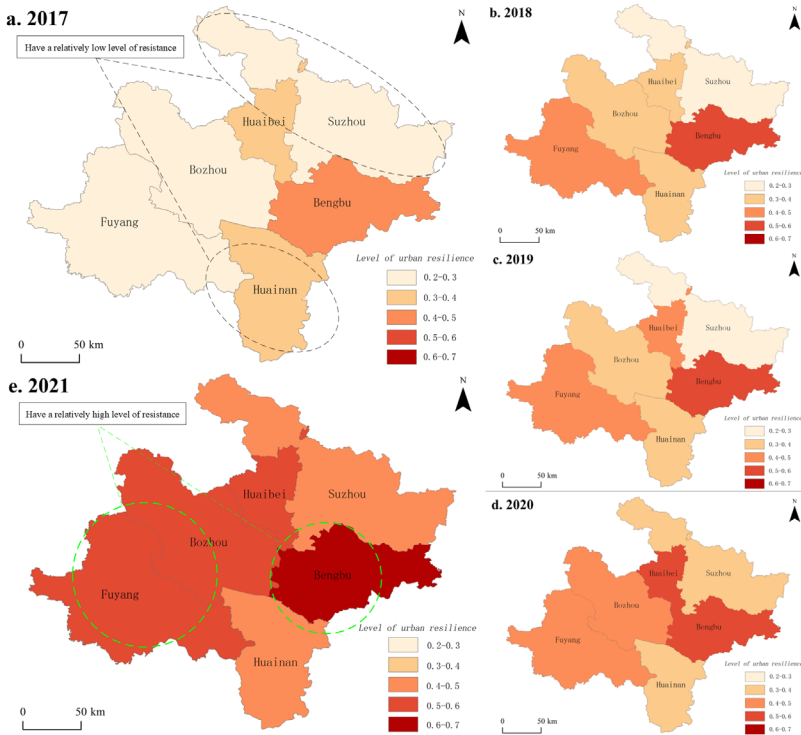 a. 2017
N
Have a relatively low level of resistance
Huaibei
Suzhou
Bozhou
Fuyang
Bengbu
Huainan
Level of urban resilience
0.2-0.3
0.3-0.4
0.4-0.5
0.5-0.6
0.6-0.7
0 50 km
b. 2018
N
Huaibei
Suzhou
Bozhou
Bengbu
Fuyang
Huainan
Level of urban resilience
0.2-0.3
0.3-0.4
0.4-0.5
0.5-0.6
0.6-0.7
0 50 km
c. 2019
N
Huaibei
Suzhou
Bozhou
Bengbu
Fuyang
Huainan
Level of urban resilience
0.2-0.3
0.3-0.4
0.4-0.5
0.5-0.6
0.6-0.7
0 50 km
d. 2020
N
Huaibei
Suzhou
Bozhou
Bengbu
Fuyang
Huainan
Level of urban resilience
0.2-0.3
0.3-0.4
0.4-0.5
0.5-0.6
0.6-0.7
0 50 km
e. 2021
N
Have a relatively high level of resistance
Huaibei
Suzhou
Bozhou
Bengbu
Fuyang
Huainan
Level of urban resilience
0.2-0.3
0.3-0.4
0.4-0.5
0.5-0.6
0.6-0.7
0 50 km